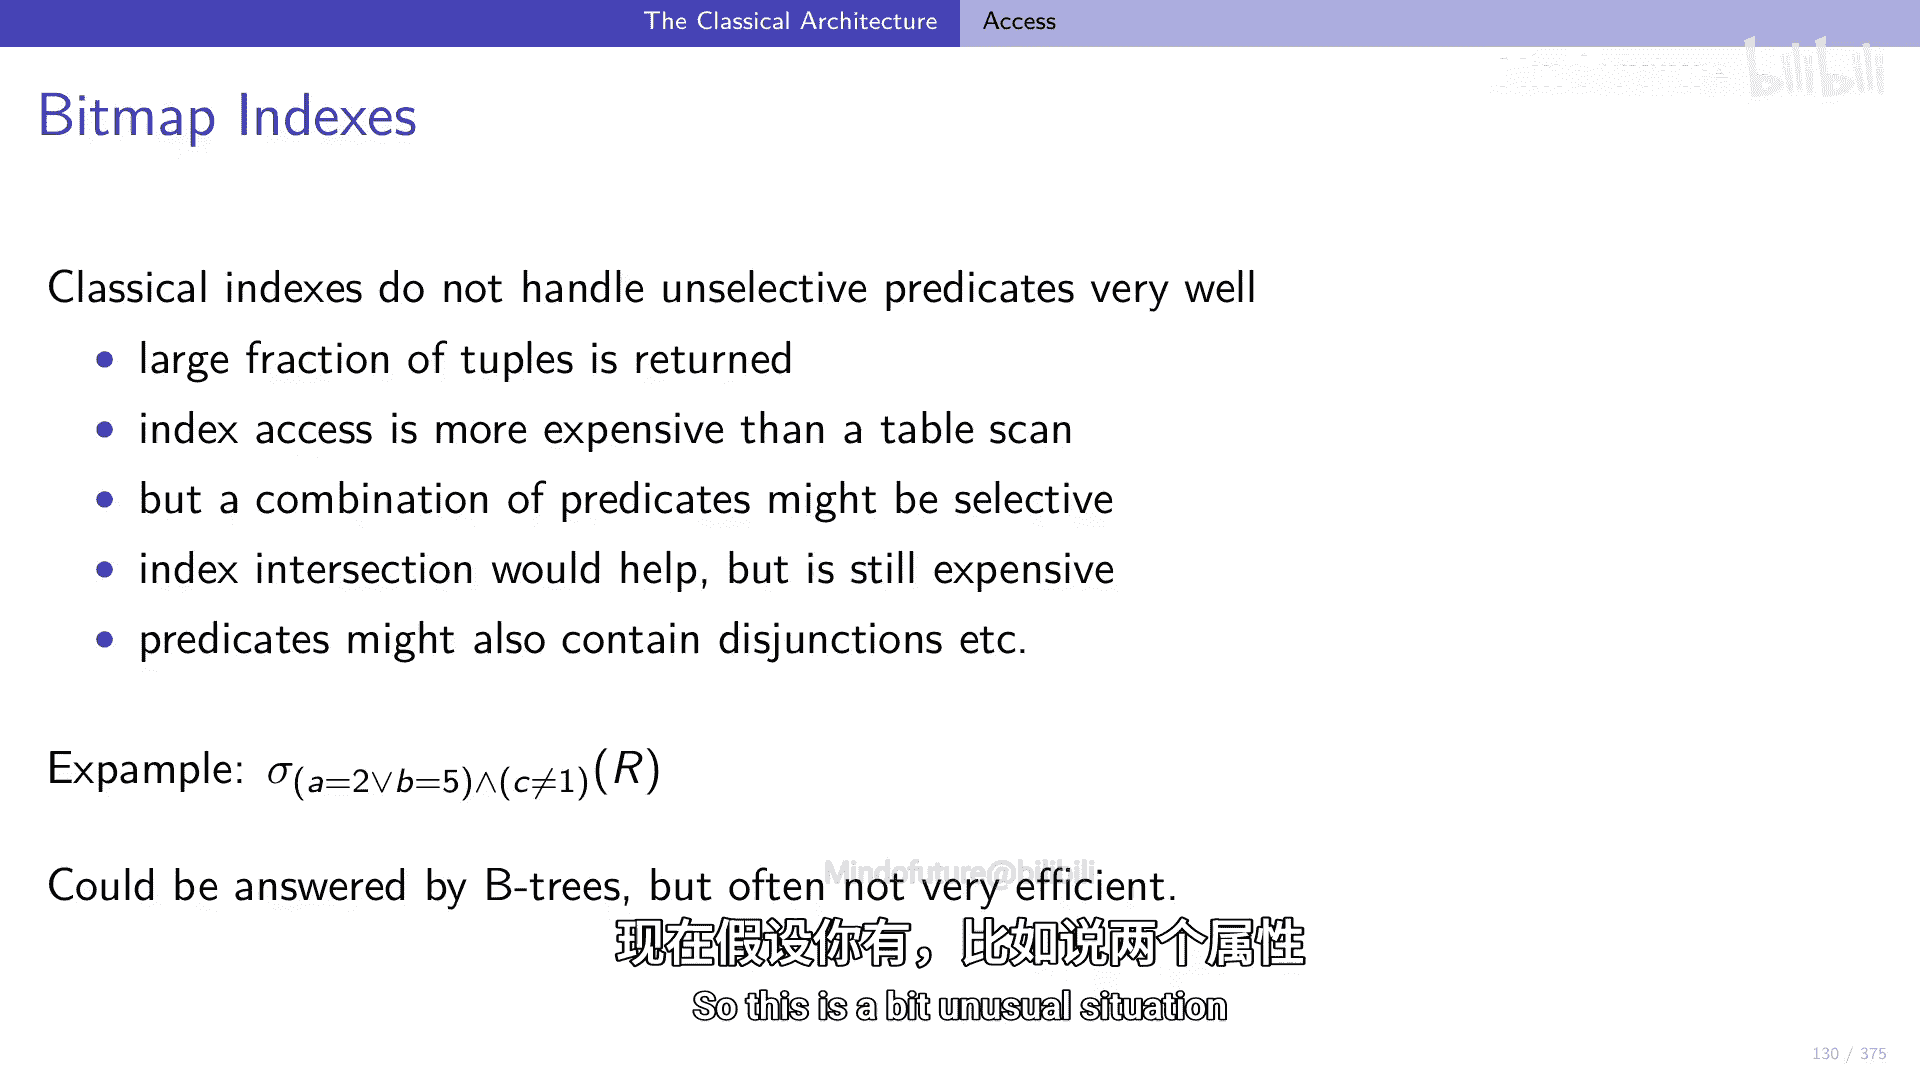 The Classical Architecture Access
bilibili
Bitmap Indexes
Classical indexes do not handle unselective predicates very well
• large fraction of tuples is returned
• index access is more expensive than a table scan
• but a combination of predicates might be selective
• index intersection would help, but is still expensive
• predicates might also contain disjunctions etc.
Expample: σ(a=2∨b=5)∧(c≠1)(R)
Mindofuture@bilibili
Could be answered by B-trees, but often not very efficient.
现在假设你有，比如说两个属性
So this is a bit unusual situation
130 / 375